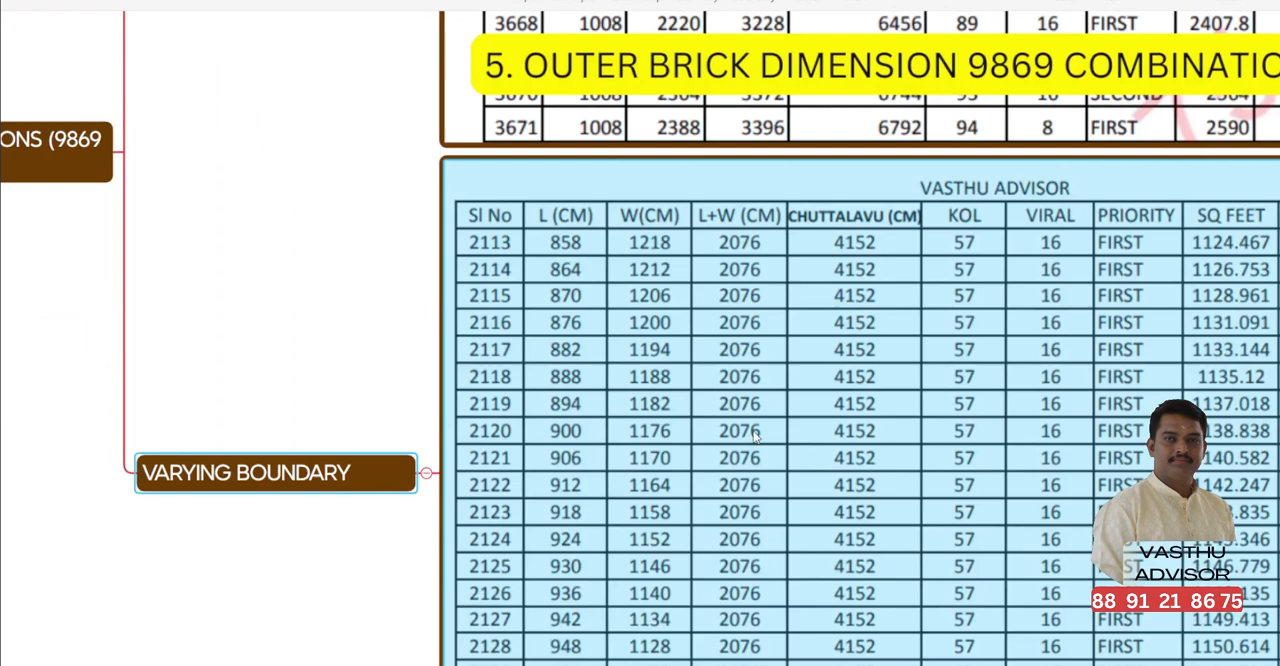 3668 1008 2220 3228 6456 89 16 FIRST 2407.8
5. OUTER BRICK DIMENSION 9869
3671 1008 2388 3396 6792 94 8 FIRST 2590
ONS (9869
VASTHU ADVISOR
Sl No L (CM) W(CM) L+W (CM) CHUTTALAVU (CM) KOL VIRAL PRIORITY SQ FEET
2113 858 1218 2076 4152 57 16 FIRST 1124.467
2114 864 1212 2076 4152 57 16 FIRST 1126.753
2115 870 1206 2076 4152 57 16 FIRST 1128.961
2116 876 1200 2076 4152 57 16 FIRST 1131.091
2117 882 1194 2076 4152 57 16 FIRST 1133.144
2118 888 1188 2076 4152 57 16 FIRST 1135.12
2119 894 1182 2076 4152 57 16 FIRST 1137.018
2120 900 1176 2076 4152 57 16 FIRST
2121 906 1170 2076 4152 57 16 FIRST
VARYING BOUNDARY
2122 912 1164 2076 4152 57 16 FIRST
2123 918 1158 2076 4152 57 16
2124 924 1152 2076 4152 57 16
2125 930 1146 2076 4152 57 16
2126 936 1140 2076 4152 57 16
2127 942 1134 2076 4152 57 16 FIRST 1149.413
2128 948 1128 2076 4152 57 16 FIRST 1150.614
VASTHU
ADVISOR
88 91 21 86 75